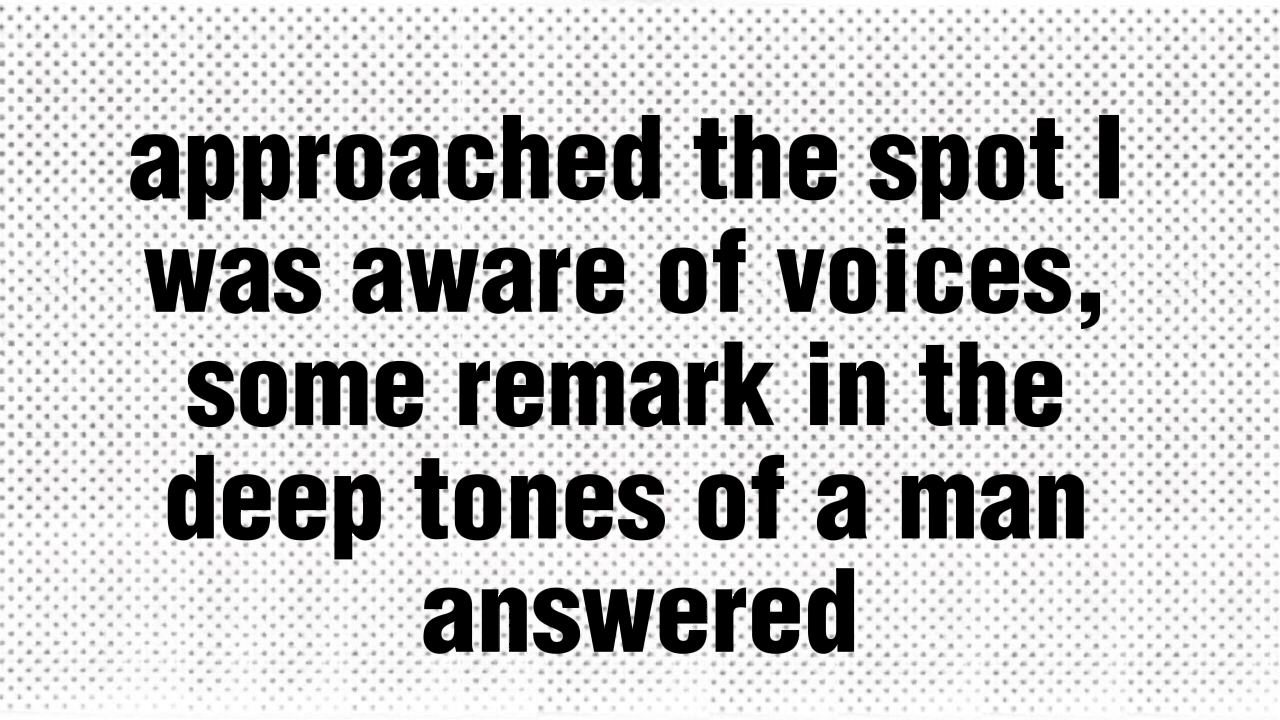 approached the spot I
was aware of voices,
some remark in the
deep tones of a man
answered